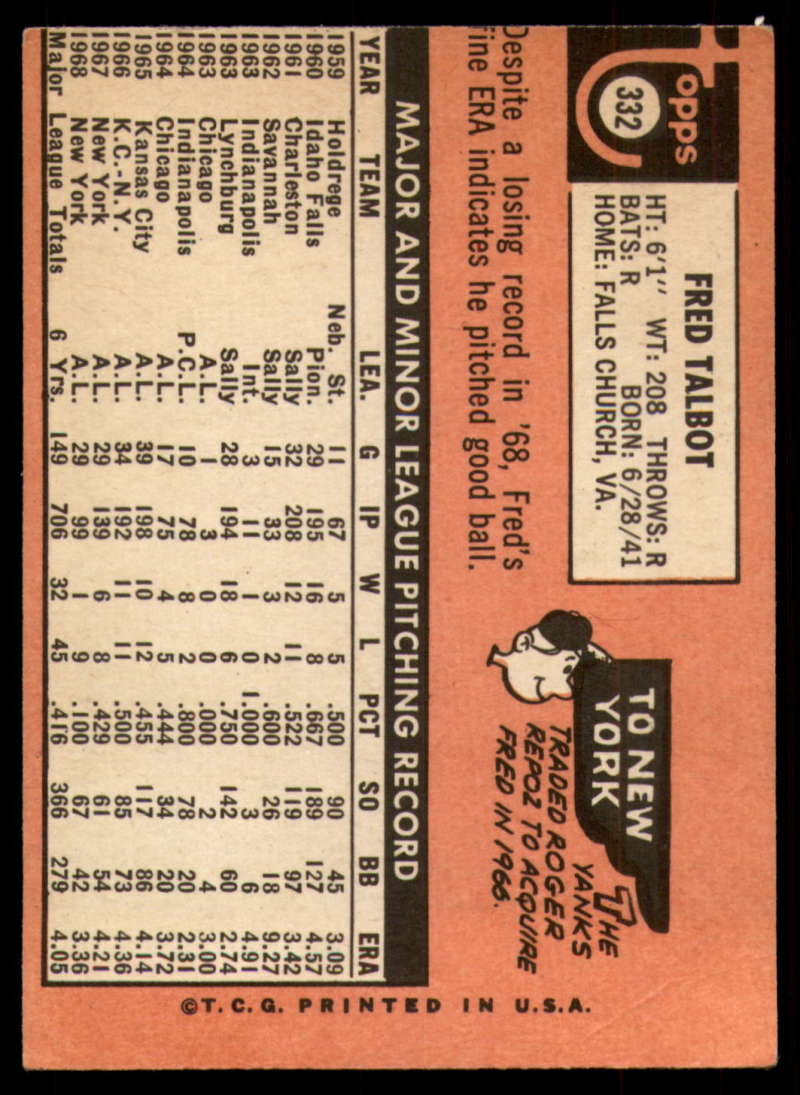 Topps
332
FRED TALBOT
HT: 6'1" WT: 208 THROWS: R
BATS: R BORN: 6/28/41
HOME: FALLS CHURCH, VA.
Despite a losing record in '68, Fred's
fine ERA indicates he pitched good ball.
TO NEW
YORK
THE
YANKS
TRADED ROGER
REPOZ TO ACQUIRE
FRED IN 1966.
MAJOR AND MINOR LEAGUE PITCHING RECORD
YEAR TEAM LEA. G IP W L PCT SO BB ERA
1959 Holdrege Neb. St. 11 67 5 5 .500 90 45 3.09
1960 Idaho Falls Pion. 29 195 16 8 .667 189 127 4.57
1961 Charleston Sally 32 208 12 11 .522 119 97 3.42
1962 Savannah Sally 15 33 3 2 .600 26 18 9.27
1963 Indianapolis Int. 3 11 1 0 1.000 3 6 4.91
1963 Lynchburg Sally 28 194 18 6 .750 142 60 2.74
1963 Chicago A.L. 1 3 0 0 .000 2 4 3.00
1964 Indianapolis P.C.L. 10 78 8 2 .800 78 20 2.31
1964 Chicago A.L. 17 75 4 5 .444 34 20 3.72
1965 Kansas City A.L. 39 198 10 12 .455 117 86 4.14
1966 K.C.-N.Y. A.L. 34 192 11 11 .500 85 73 4.36
1967 New York A.L. 29 139 6 8 .429 61 54 4.21
1968 New York A.L. 29 99 1 9 .100 67 42 3.36
Major League Totals 6 Yrs. 149 706 32 45 .416 366 279 4.05
©T.C.G. PRINTED IN U.S.A.